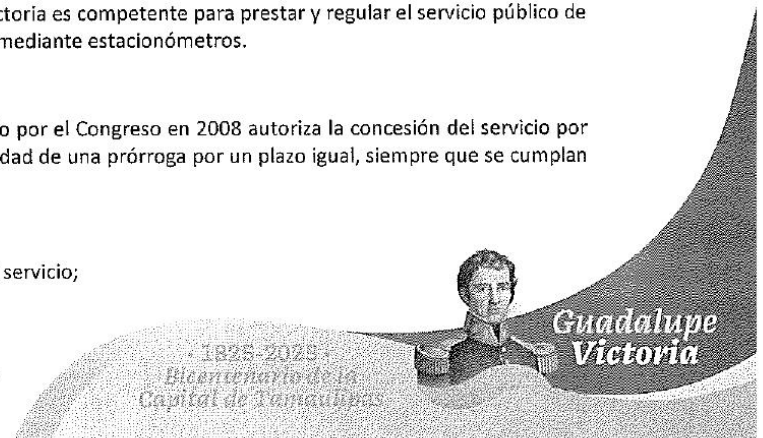 ctoria es competente para prestar y regular el servicio público de
mediante estacionómetros.
o por el Congreso en 2008 autoriza la concesión del servicio por
dad de una prórroga por un plazo igual, siempre que se cumplan
servicio;
1825-2025
Bicentenario de la
Capital de Tamaulipas
Guadalupe
Victoria